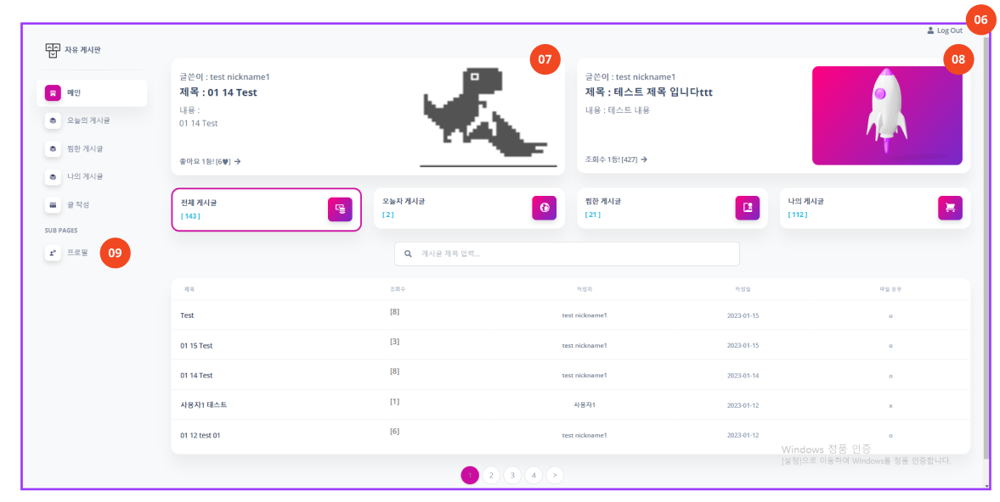 06
Log Out
자유 게시판
07
08
글쓴이 : test nickname1
제목 : 01 14 Test
내용 :
01 14 Test
좋아요 1등! [6♥] →
글쓴이 : test nickname1
제목 : 테스트 제목 입니다ttt
내용 : 테스트 내용
조회수 1등! [427] →
메인
오늘의 게시글
찜한 게시글
나의 게시글
글 작성
SUB PAGES
프로필
09
전체 게시글
[ 143 ]
오늘자 게시글
[ 2 ]
찜한 게시글
[ 21 ]
나의 게시글
[ 112 ]
게시글 제목 입력...
제목 조회수 작성자 작성일 파일 유무
Test [8] test nickname1 2023-01-15 o
01 15 Test [3] test nickname1 2023-01-15 o
01 14 Test [8] test nickname1 2023-01-14 o
사용자1 테스트 [1] 사용자1 2023-01-12 x
01 12 test 01 [6] test nickname1 2023-01-12 o
Windows 정품 인증
[설정]으로 이동하여 Windows를 정품 인증합니다.
1 2 3 4 >